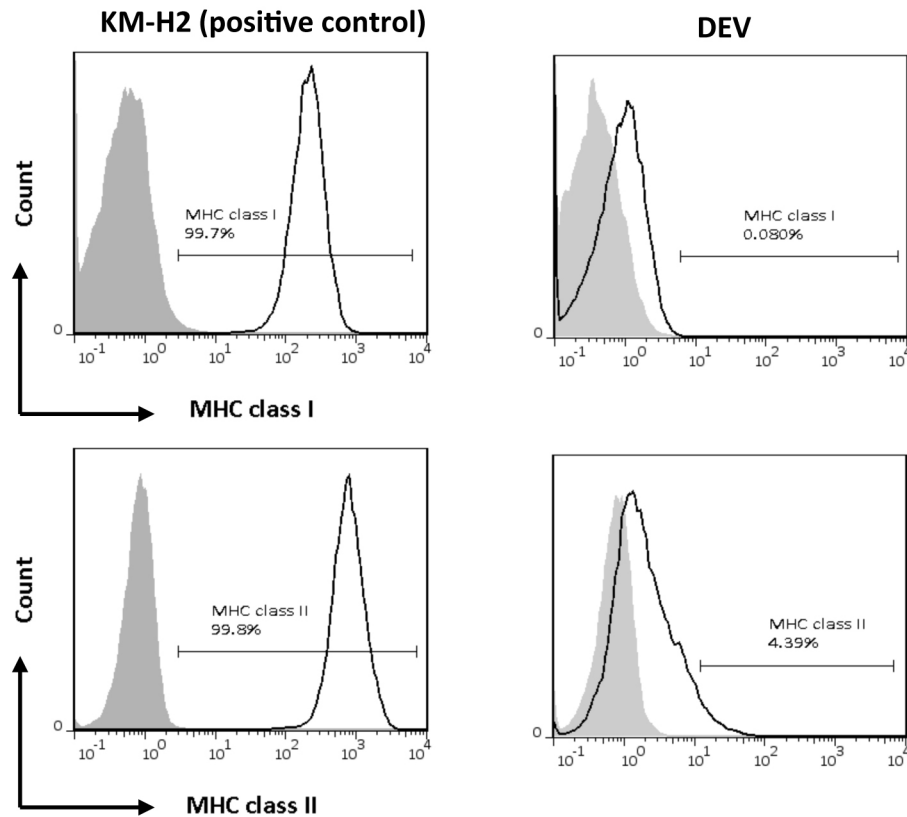 KM-H2 (positive control)
DEV
Count
MHC class I
99.7%
0
10-1 100 101 102 103 104
MHC class I
MHC class I
0.080%
0
10-1 100 101 102 103 104
Count
MHC class II
99.8%
0
10-1 100 101 102 103 104
MHC class II
MHC class II
4.39%
0
10-1 100 101 102 103 104